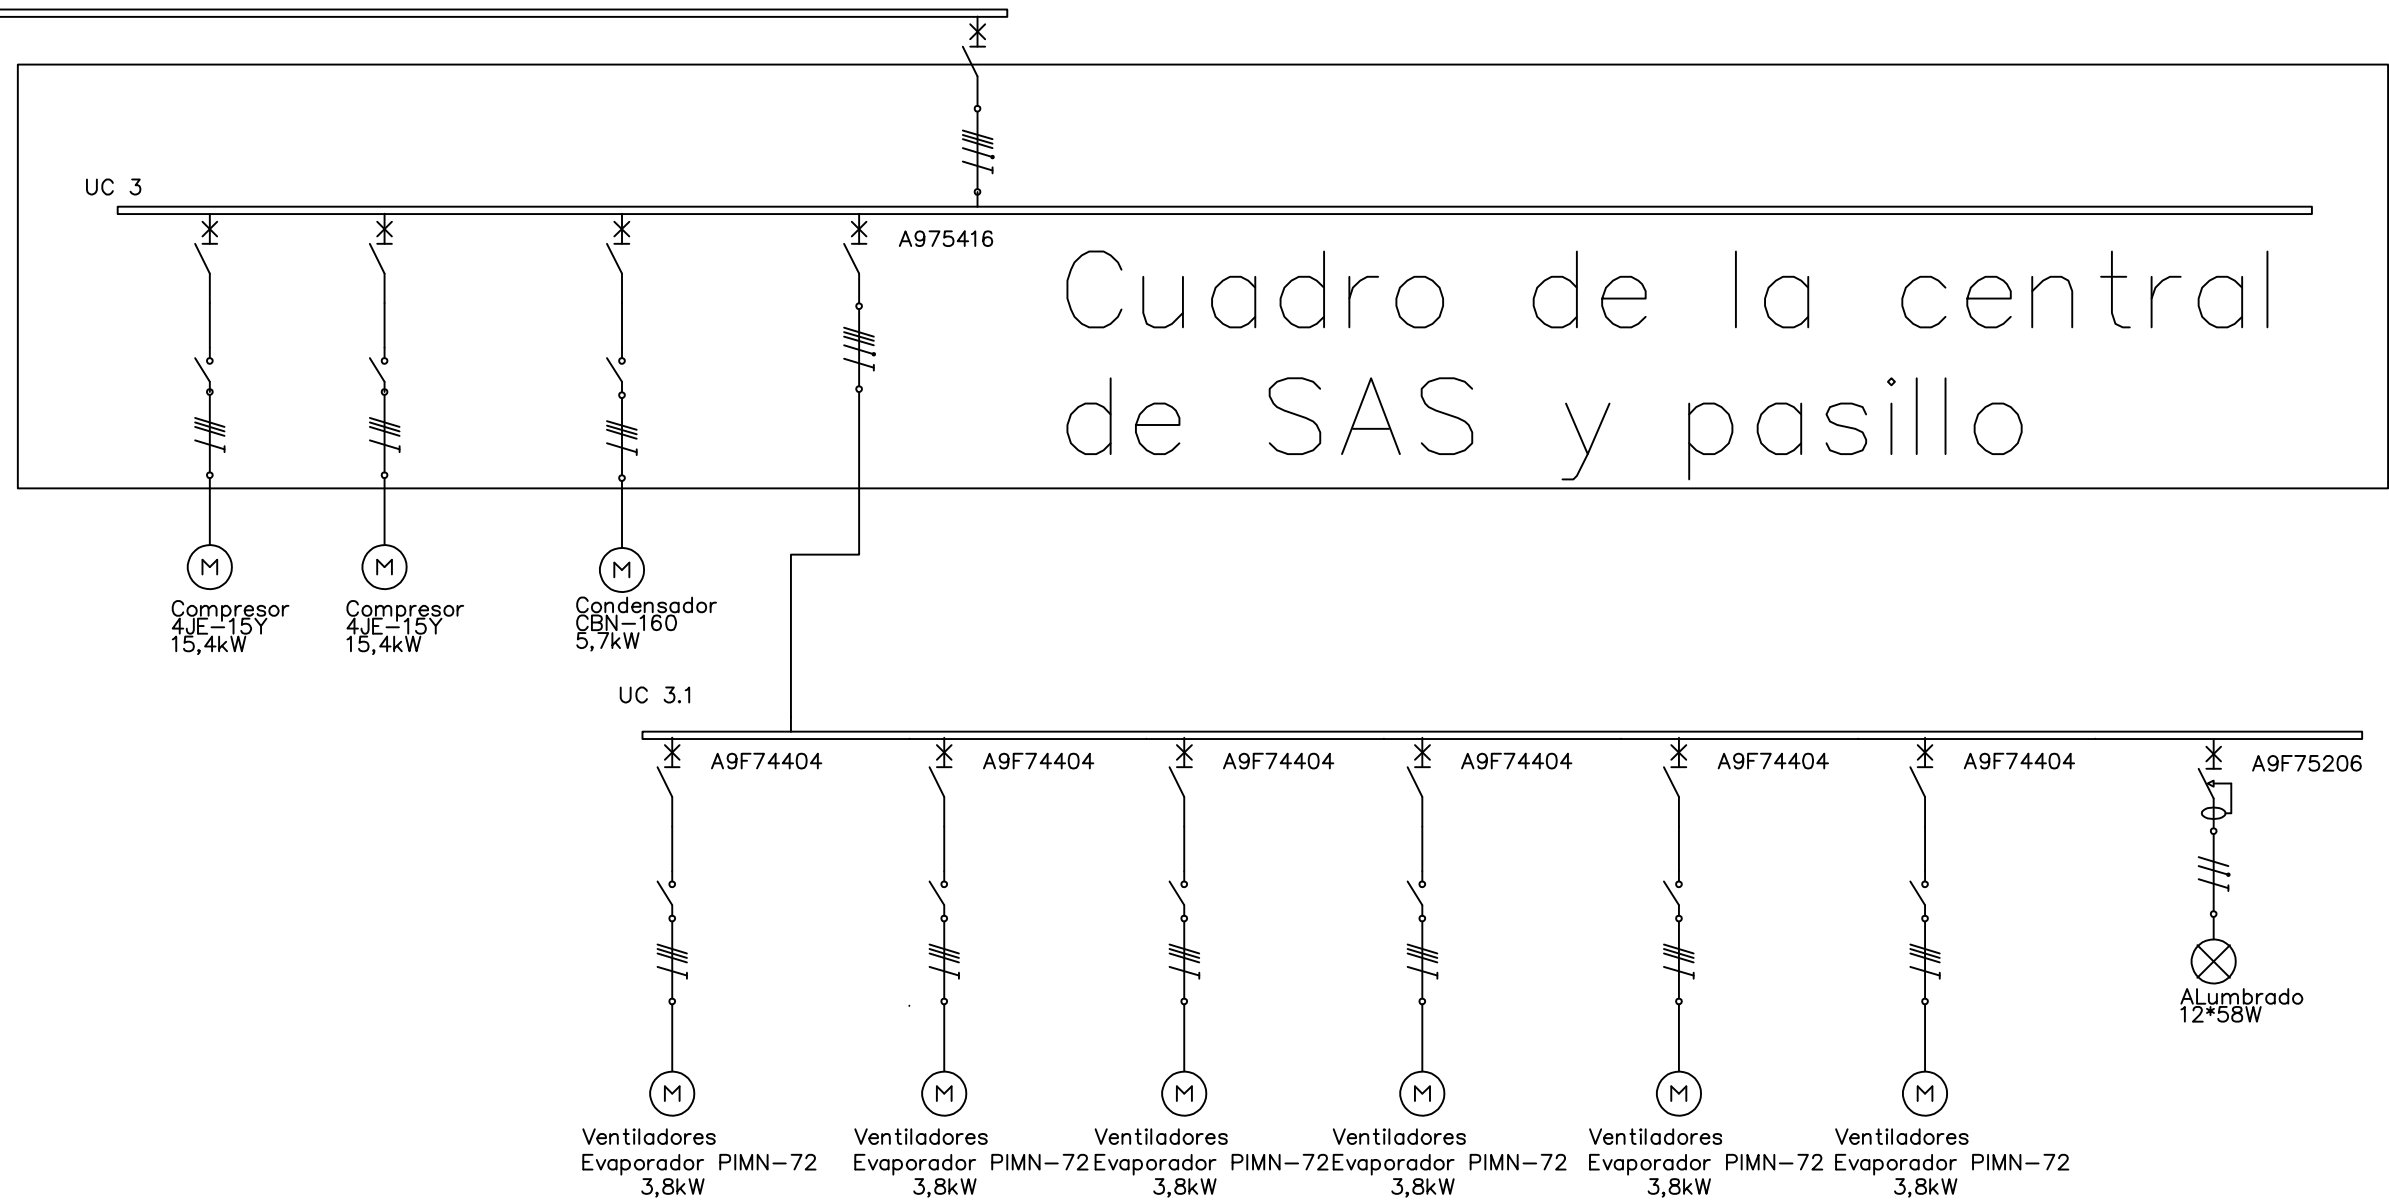 UC 3
A975416
Cuadro de la central
de SAS y pasillo
M
M
M
Compresor
4JE-15Y
15,4kW
Compresor
4JE-15Y
15,4kW
Condensador
CBN-160
5,7kW
UC 3.1
A9F74404
A9F74404
A9F74404
A9F74404
A9F74404
A9F74404
A9F75206
ALumbrado
12*58W
M
M
M
M
M
M
Ventiladores
Evaporador PIMN-72
3,8kW
Ventiladores
Evaporador PIMN-72
3,8kW
Ventiladores
Evaporador PIMN-72
3,8kW
Ventiladores
Evaporador PIMN-72
3,8kW
Ventiladores
Evaporador PIMN-72
3,8kW
Ventiladores
Evaporador PIMN-72
3,8kW